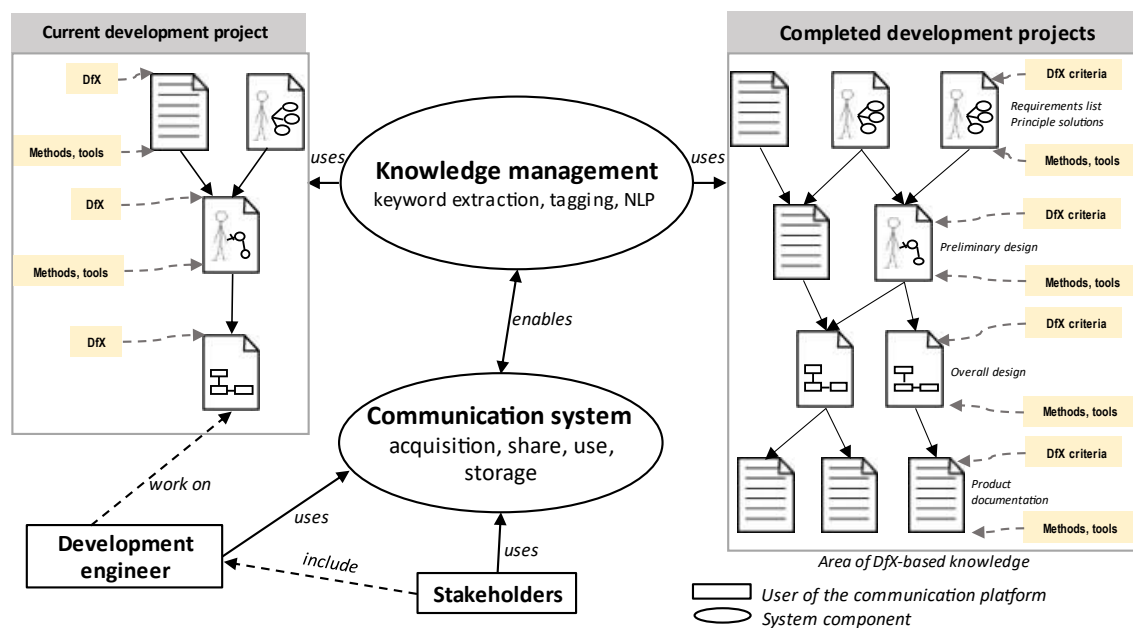 Current development project
DfX
Methods, tools
DfX
Methods, tools
DfX
uses
Knowledge management
keyword extraction, tagging, NLP
uses
enables
Communication system
acquisition, share, use,
storage
work on
uses
Development
engineer
include
uses
Stakeholders
Completed development projects
DfX criteria
Requirements list
Principle solutions
Methods, tools
DfX criteria
Preliminary design
Methods, tools
DfX criteria
Overall design
Methods, tools
DfX criteria
Product
documentation
Methods, tools
Area of DfX-based knowledge
User of the communication platform
System component